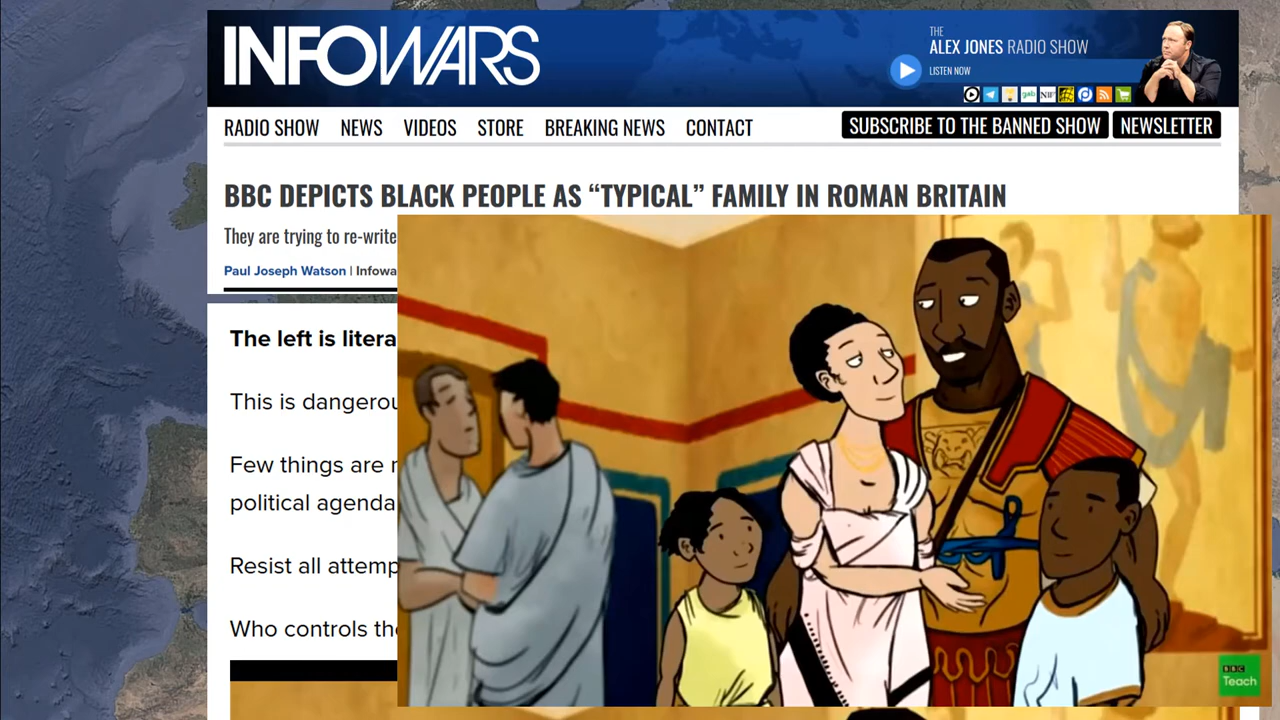 INFOWARS
THE
ALEX JONES RADIO SHOW
LISTEN NOW
RADIO SHOW NEWS VIDEOS STORE BREAKING NEWS CONTACT SUBSCRIBE TO THE BANNED SHOW NEWSLETTER
BBC DEPICTS BLACK PEOPLE AS “TYPICAL” FAMILY IN ROMAN BRITAIN
They are trying to re-write
Paul Joseph Watson | Infowa
The left is litera
This is dangerou
Few things are
political agenda
Resist all attemp
Who controls the
BBC
Teach